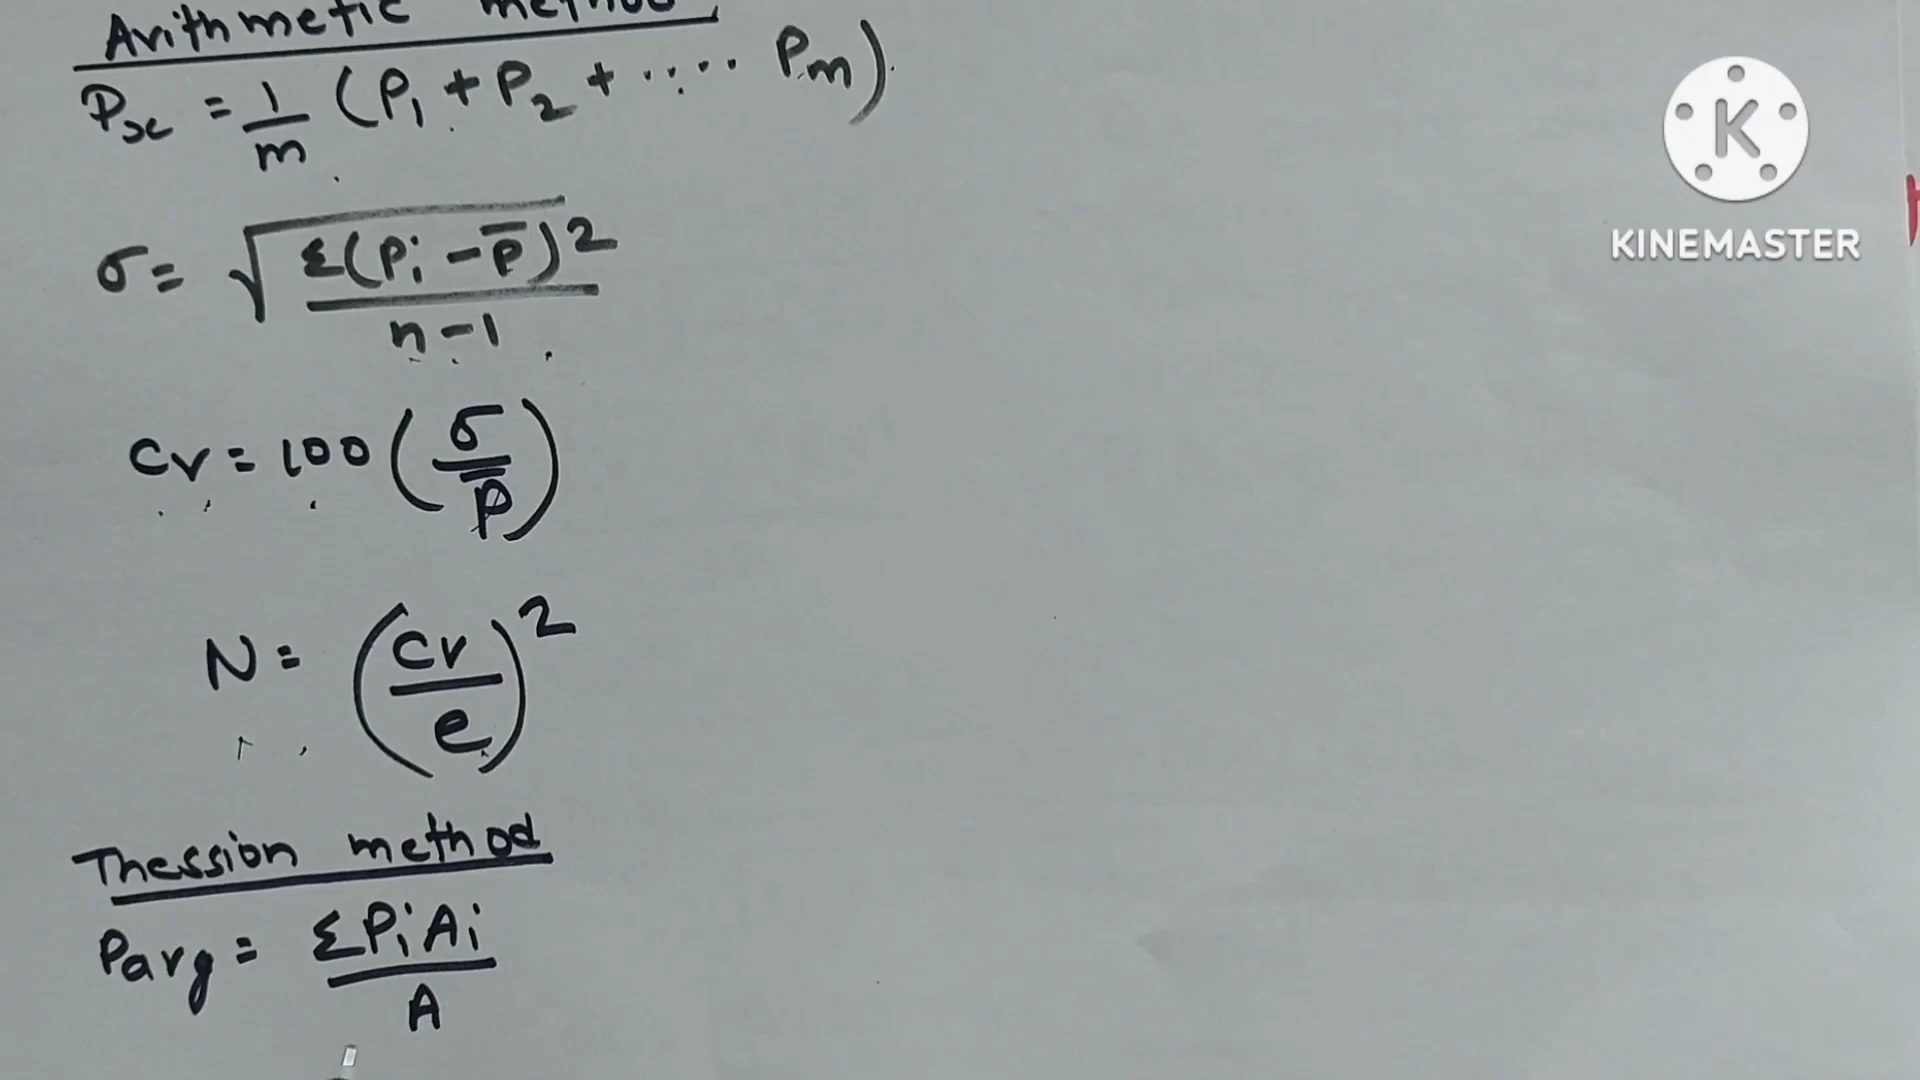 Arithmetic method
Px = 1/m (P1 + P2 + ..... Pm)
σ = √Σ(Pi - P̅)2 / n-1
Cv = 100 (σ / P̅)
N = (Cv / e)2
Thession method
Pavg = ΣPiAi / A
K
KINEMASTER